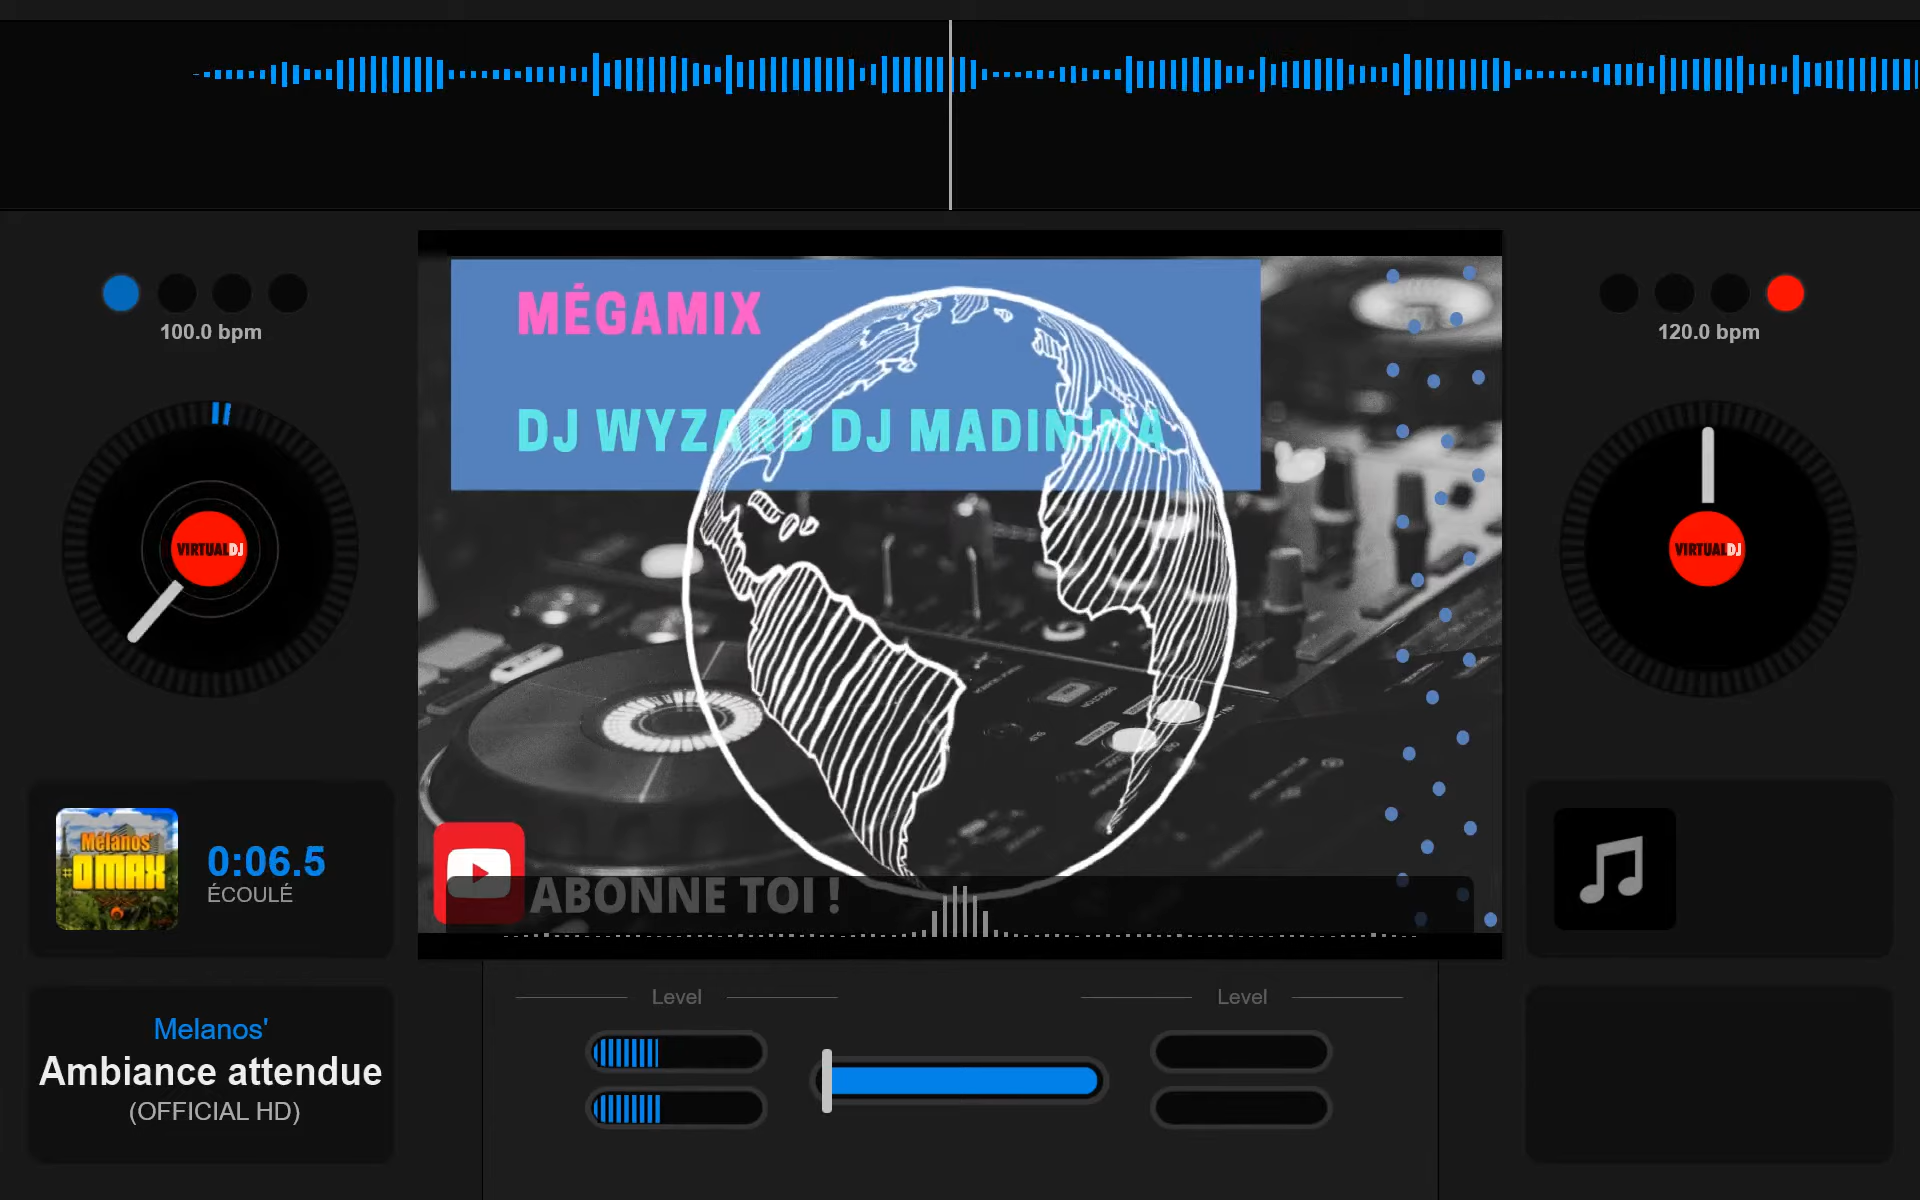 100.0 bpm
120.0 bpm
MÉGAMIX
DJ WYZARD DJ MADININA
VIRTUALDJ
VIRTUALDJ
Mélanos'
#OMAX
0:06.5
ÉCOULÉ
ABONNE TOI !
Melanos'
Ambiance attendue
(OFFICIAL HD)
Level
Level